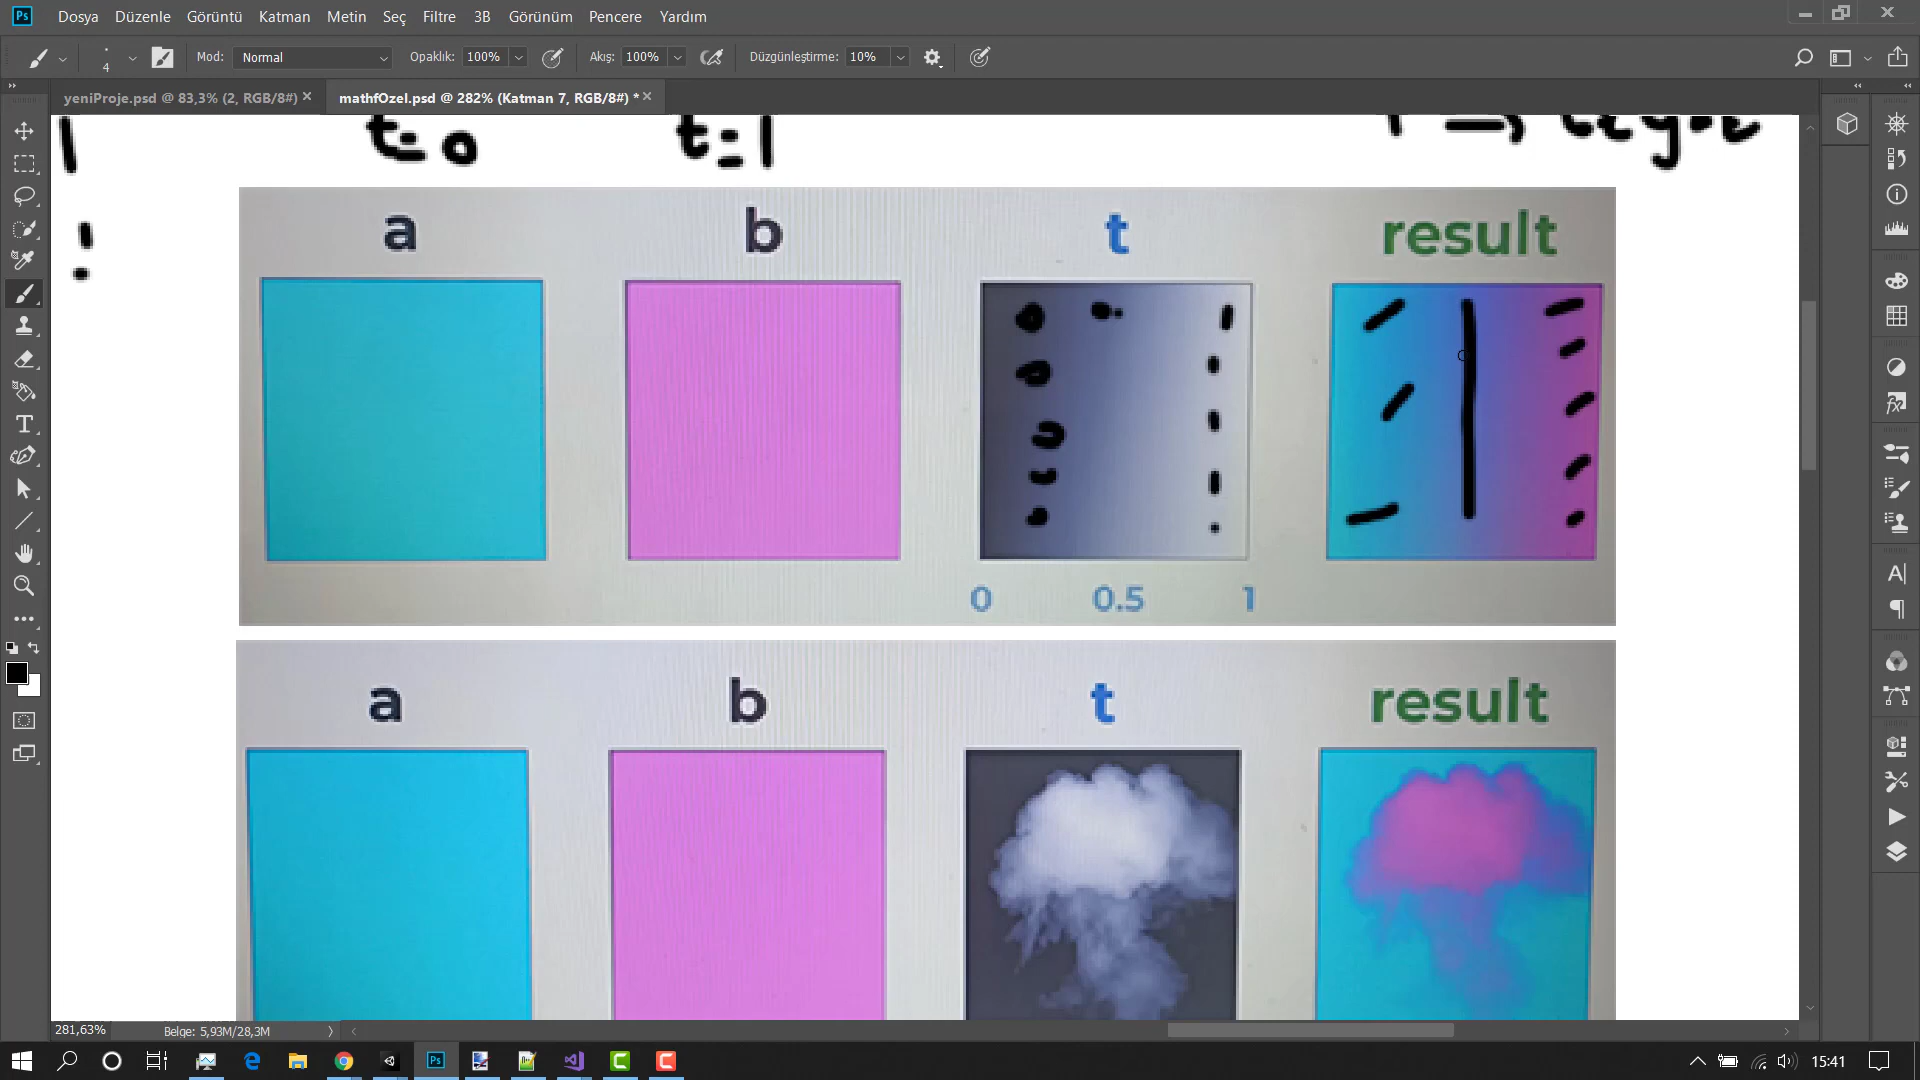 Dosya Düzenle Görüntü Katman Metin Seç Filtre 3B Görünüm Pencere Yardım
4 Mod: Normal Opaklık: 100% Akış: 100% Düzgünleştirme: 10%
yeniProje.psd @ 83,3% (2, RGB/8#) × mathfOzel.psd @ 282% (Katman 7, RGB/8#) * ×
t=0 t=1
a b t result
0 0.5 1
a b t result
281,63% Belge: 5,93M/28,3M
15:41